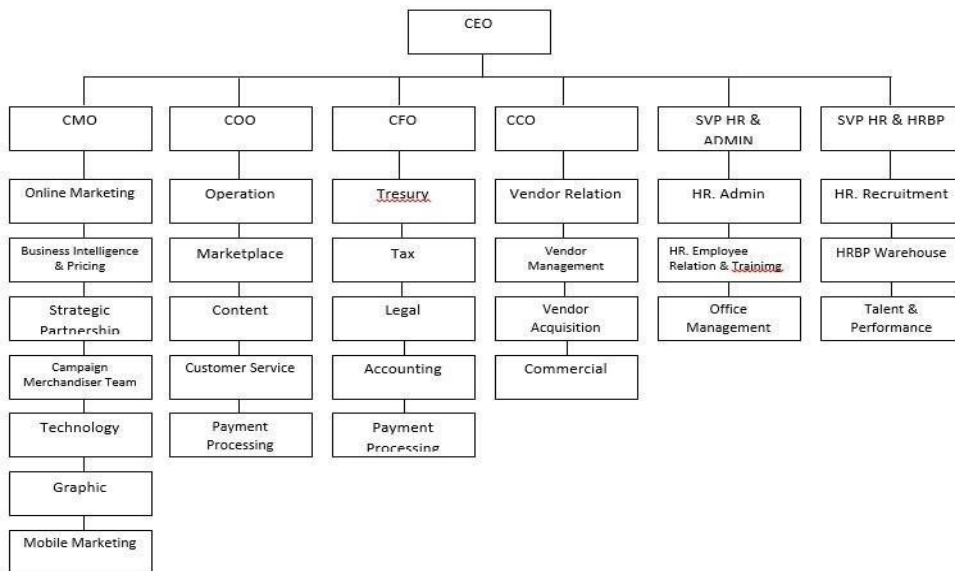 CEO
CMO
COO
CFO
CCO
SVP HR &
ADMIN
SVP HR & HRBP
Online Marketing
Operation
Tresury
Vendor Relation
HR. Admin
HR. Recruitment
Business Intelligence
& Pricing
Marketplace
Tax
Vendor
Management
HR. Employee
Relation & Trainimg
HRBP Warehouse
Strategic
Partnership
Content
Legal
Vendor
Acquisition
Office
Management
Talent &
Performance
Campaign
Merchandiser Team
Customer Service
Accounting
Commercial
Technology
Payment
Processing
Payment
Processing
Graphic
Mobile Marketing